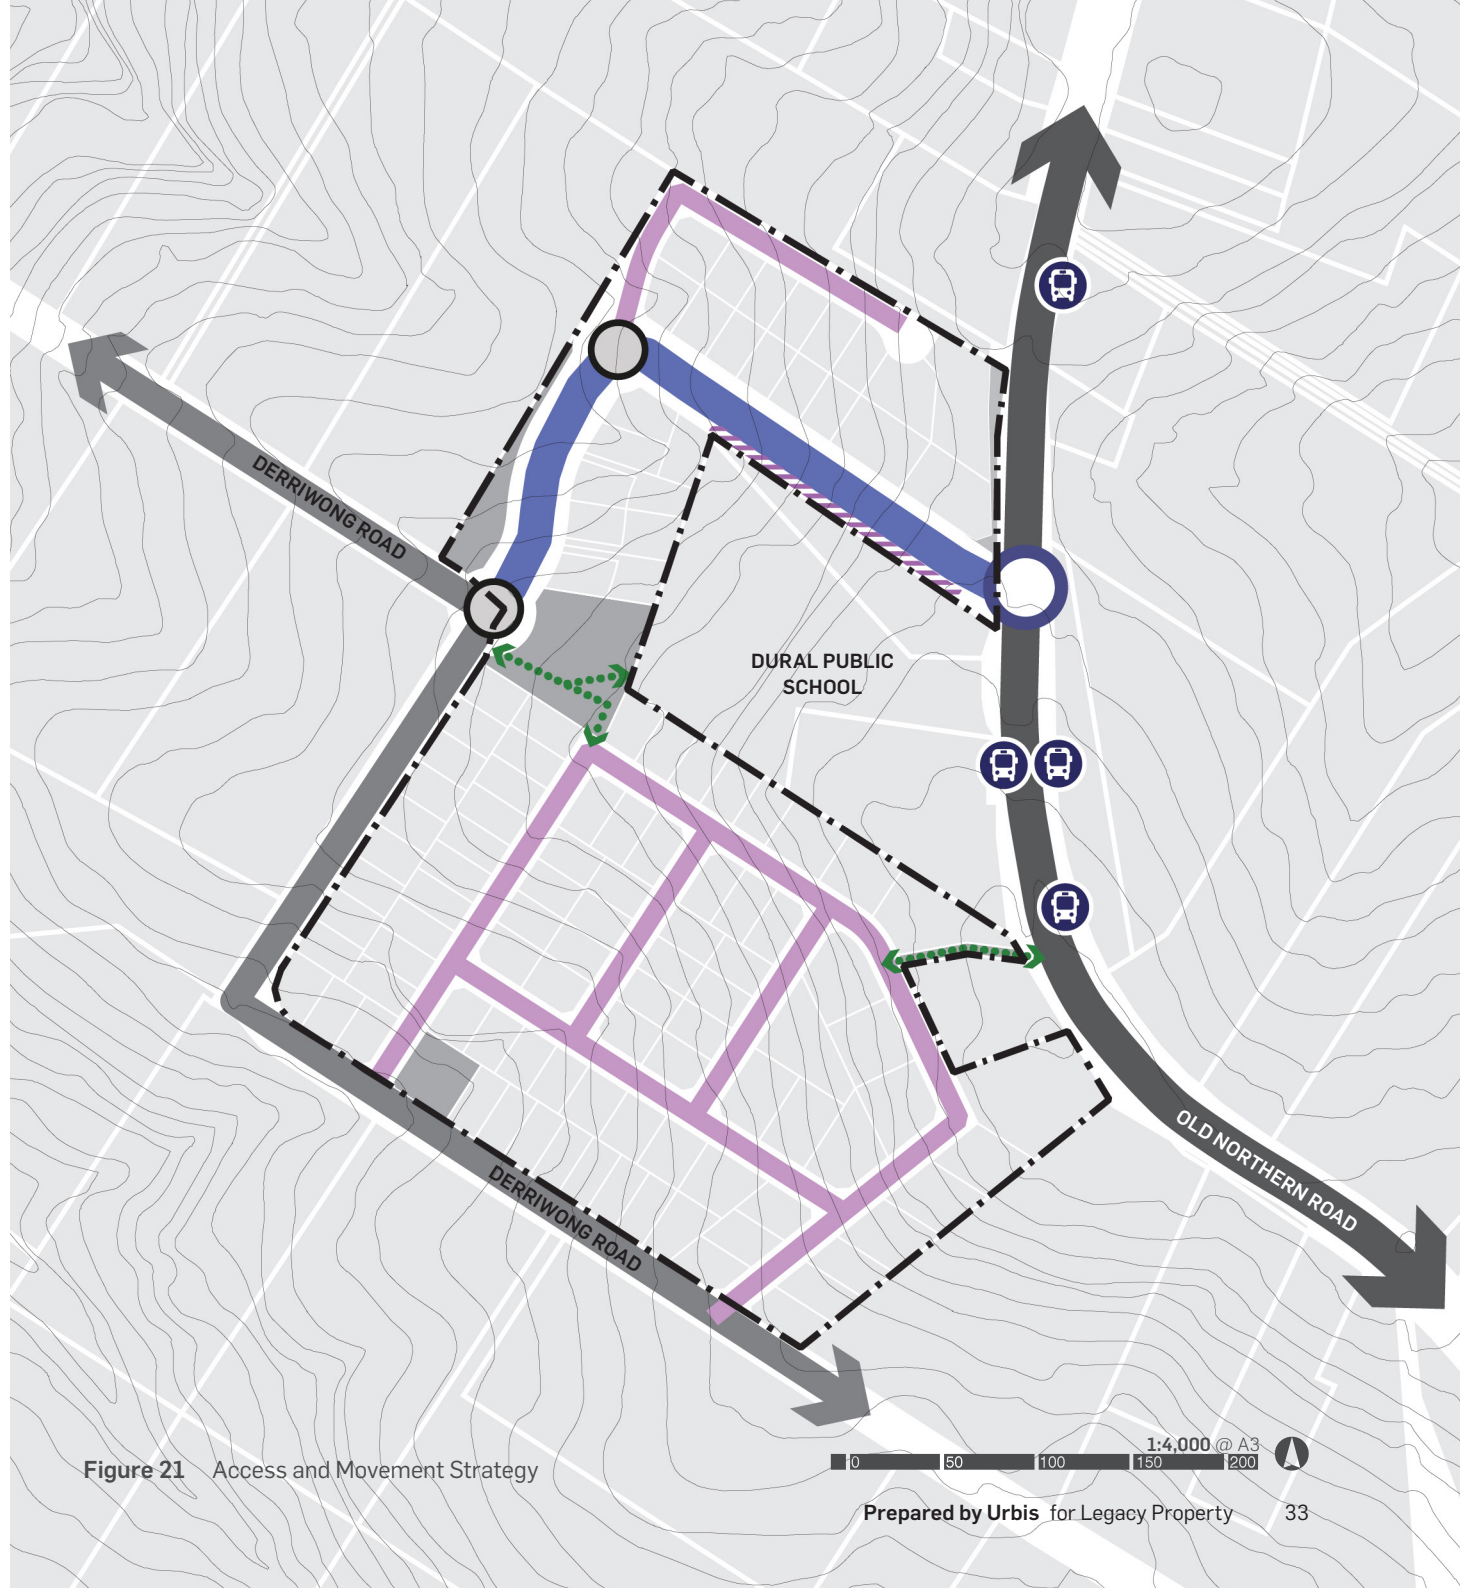 DERRIWONG ROAD
DURAL PUBLIC
SCHOOL
OLD NORTHERN ROAD
DERRIWONG ROAD
Figure 21 Access and Movement Strategy
1:4,000 @ A3
0 50 100 150 200
Prepared by Urbis for Legacy Property 33